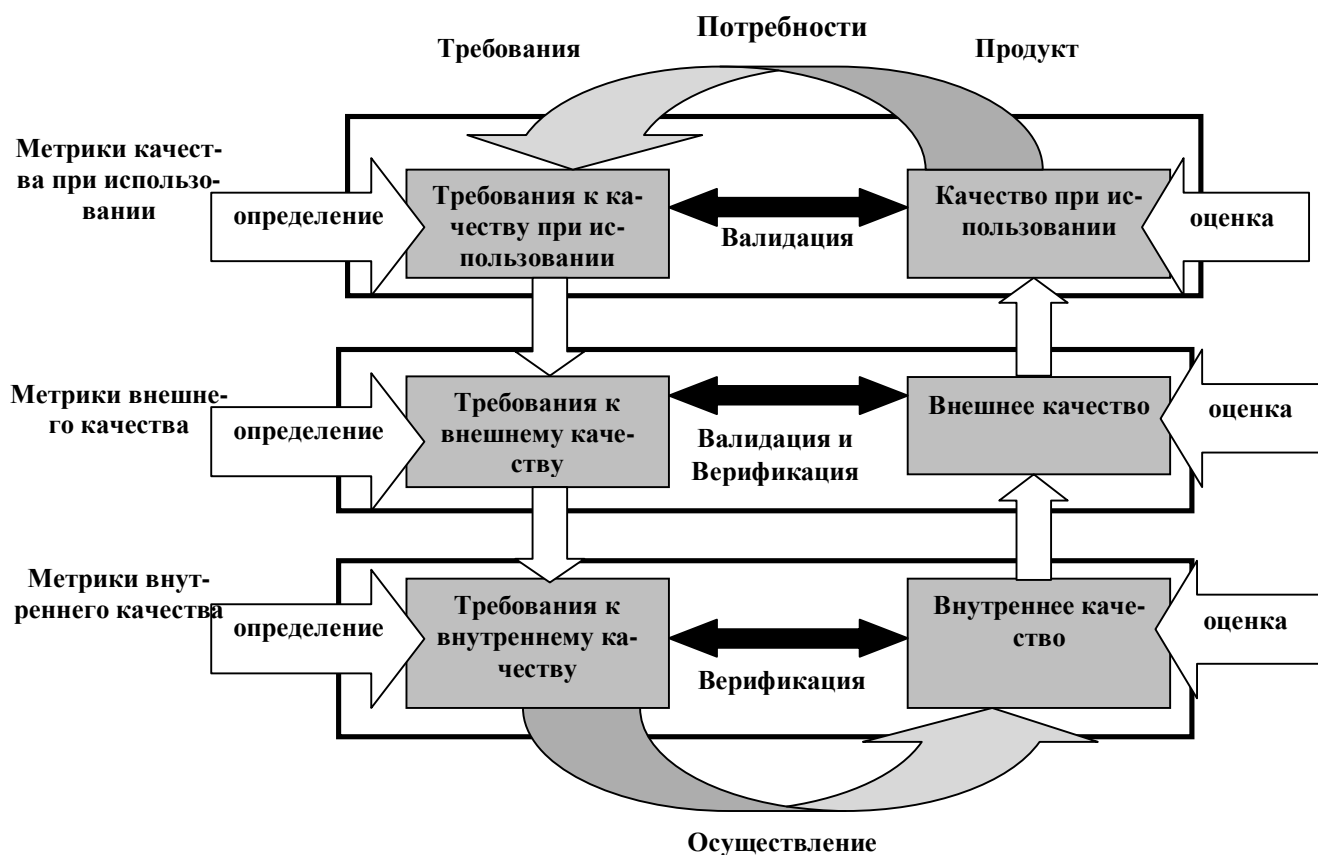 Потребности
Требования
Продукт
Метрики качест-
ва при использо-
вании
определение
Требования к ка-
честву при ис-
пользовании
Валидация
Качество при ис-
пользовании
оценка
Метрики внешне-
го качества
определение
Требования к
внешнему каче-
ству
Валидация и
Верификация
Внешнее качество
оценка
Метрики внут-
реннего качества
определение
Требования к
внутреннему ка-
честву
Верификация
Внутреннее каче-
ство
оценка
Осуществление